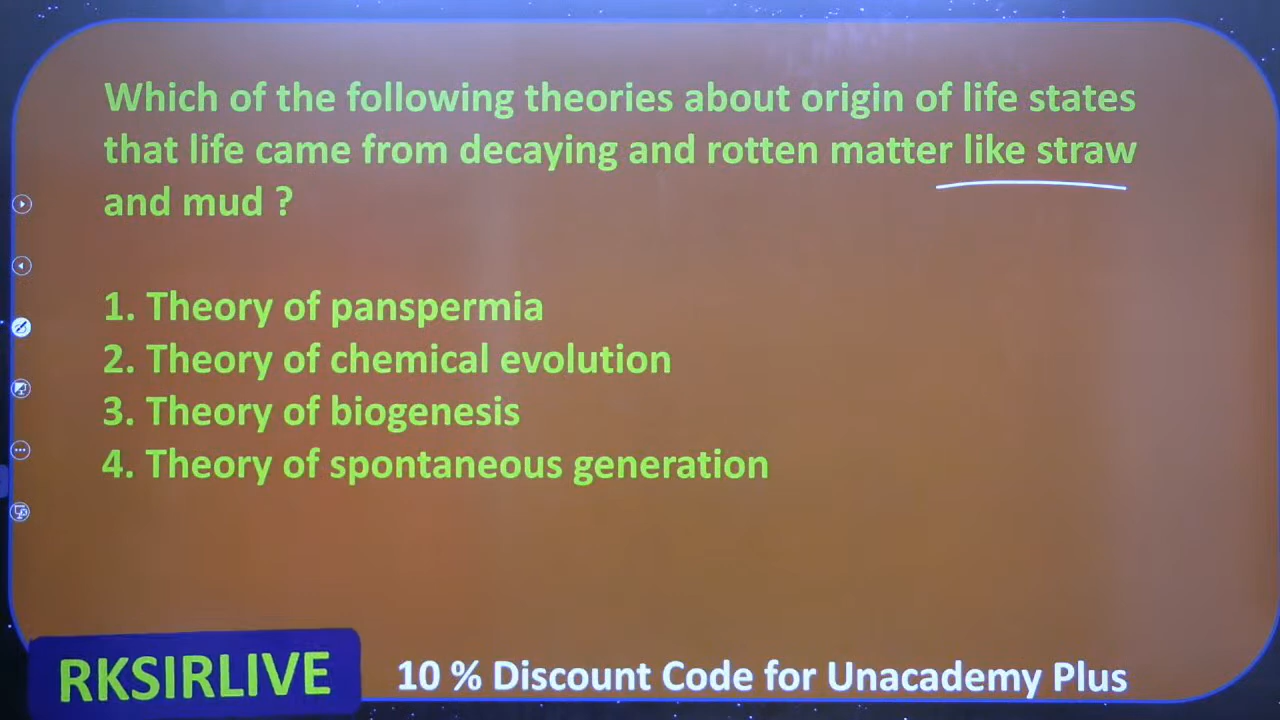 Which of the following theories about origin of life states
that life came from decaying and rotten matter like straw
and mud ?
1. Theory of panspermia
2. Theory of chemical evolution
3. Theory of biogenesis
4. Theory of spontaneous generation
RKSIRLIVE
10 % Discount Code for Unacademy Plus